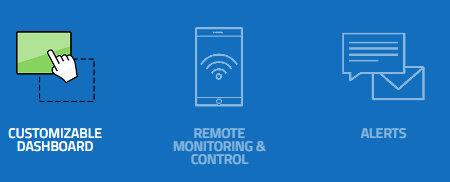 CUSTOMIZABLE
DASHBOARD
REMOTE
MONITORING &
CONTROL
ALERTS